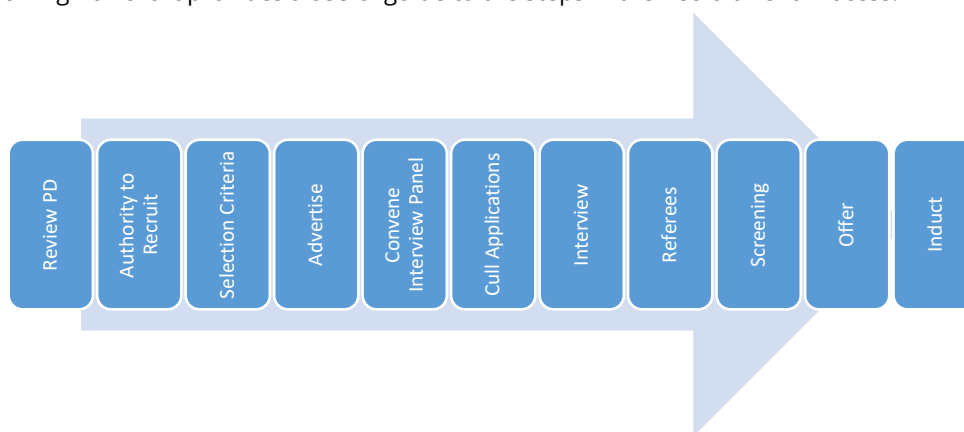 Review PD
Authority to
Recruit
Selection Criteria
Advertise
Convene
Interview Panel
Cull Applications
Interview
Referees
Screening
Offer
Induct